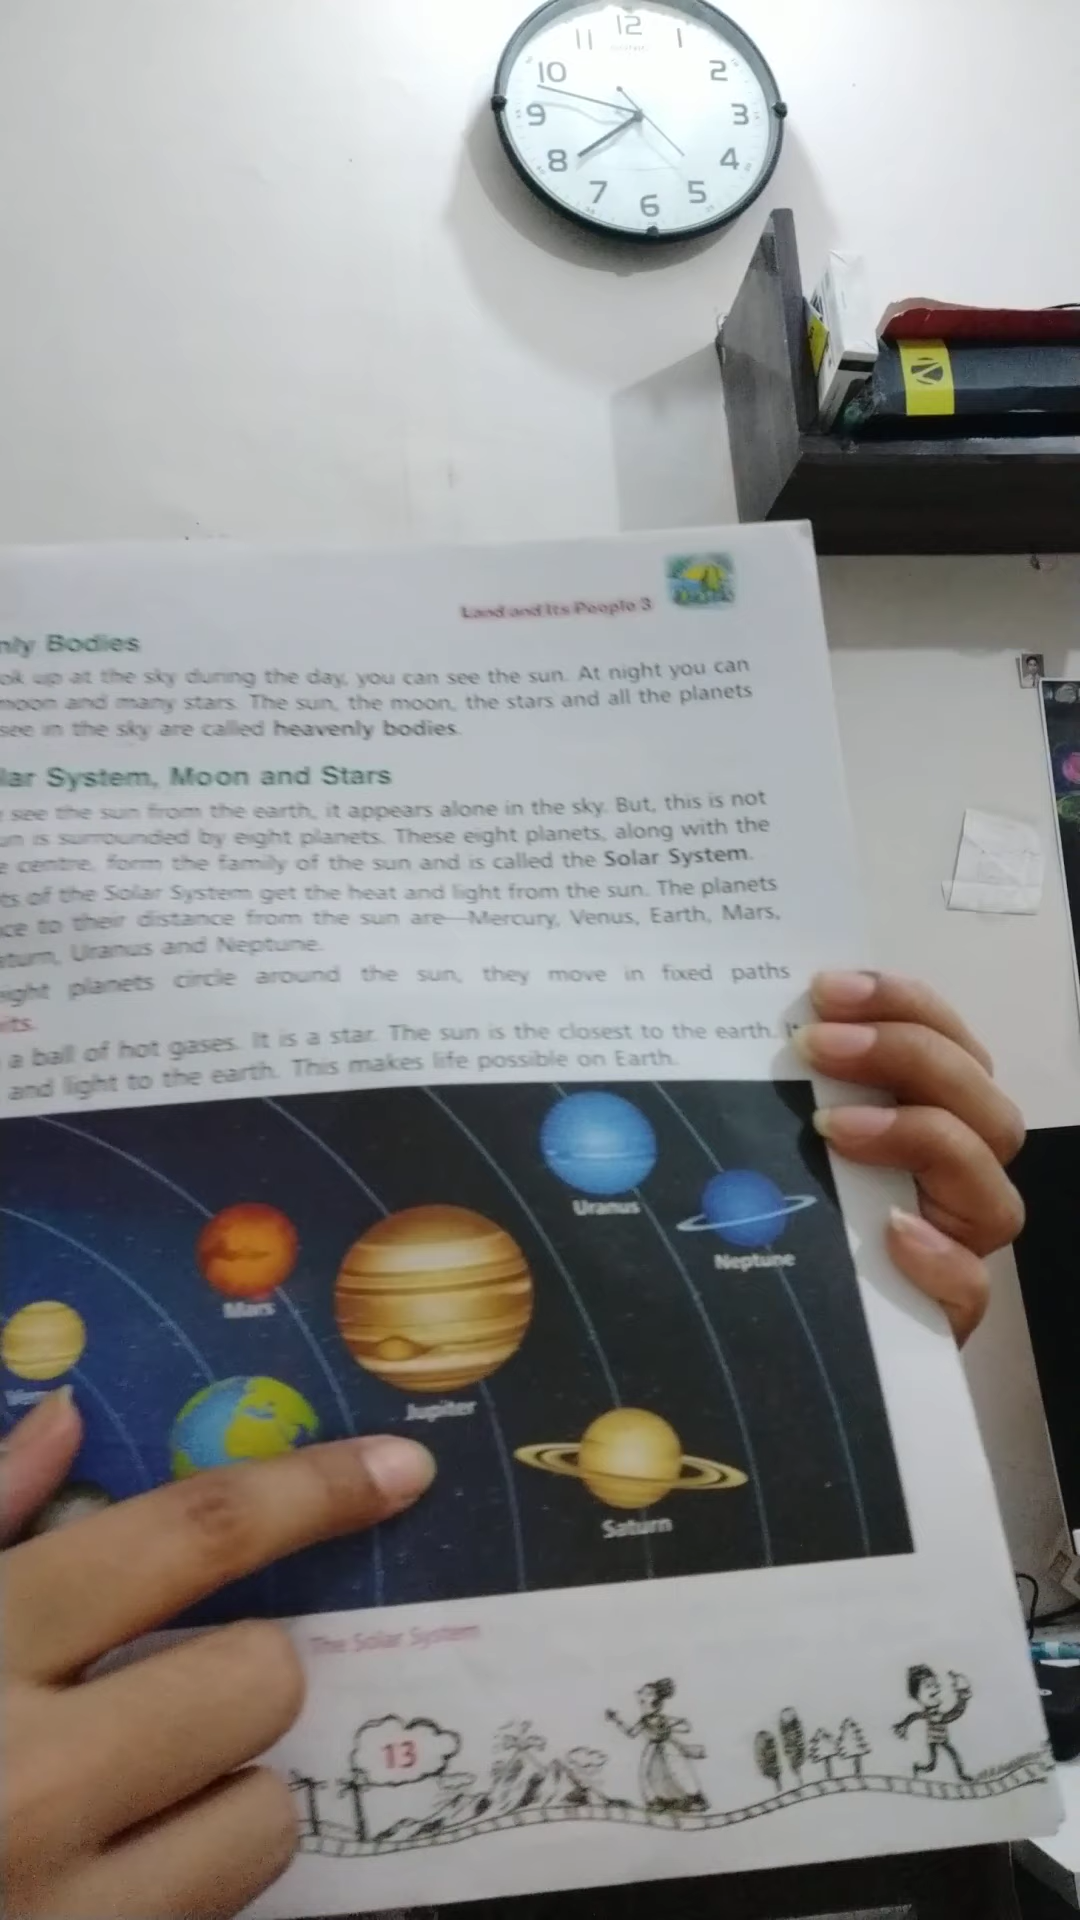 12
11
1
10
2
9
3
8
4
7
5
6
Land and Its People 3
nly Bodies
ok up at the sky during the day, you can see the sun. At night you can
moon and many stars. The sun, the moon, the stars and all the planets
see in the sky are called heavenly bodies.
lar System, Moon and Stars
see the sun from the earth, it appears alone in the sky. But, this is not
un is surrounded by eight planets. These eight planets, along with the
e centre, form the family of the sun and is called the Solar System.
ts of the Solar System get the heat and light from the sun. The planets
ce to their distance from the sun are—Mercury, Venus, Earth, Mars,
aturn, Uranus and Neptune.
eight planets circle around the sun, they move in fixed paths
its.
a ball of hot gases. It is a star. The sun is the closest to the earth. It
and light to the earth. This makes life possible on Earth.
Uranus
Neptune
Mars
Jupiter
Saturn
The Solar System
13